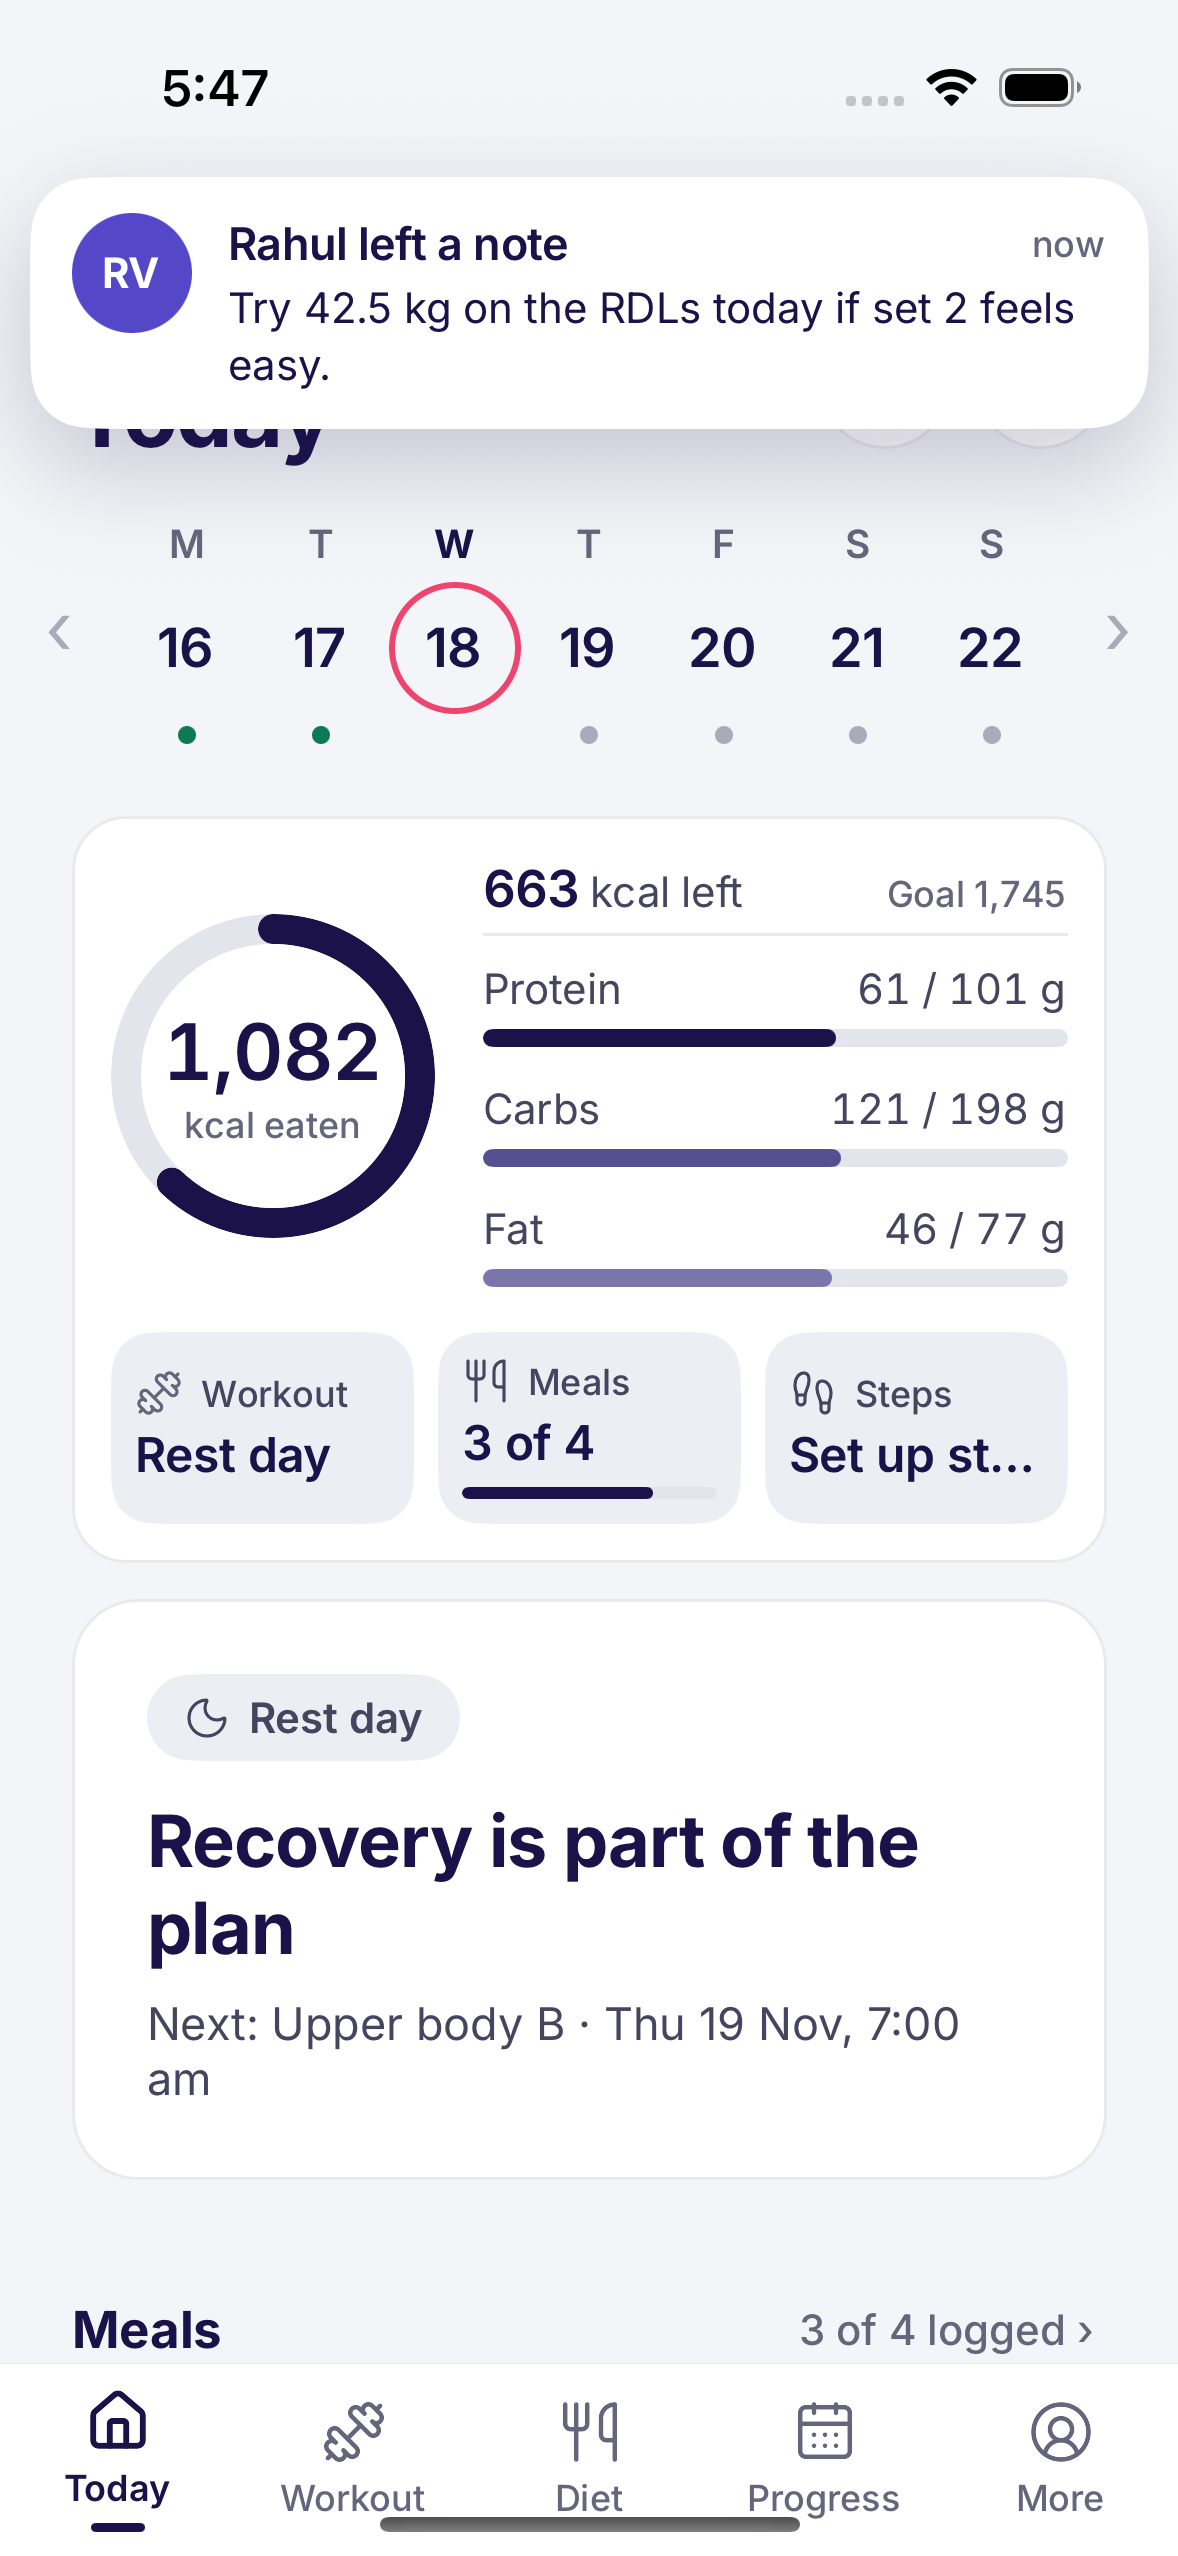 5:47
RV
Rahul left a note
now
Try 42.5 kg on the RDLs today if set 2 feels
easy.
Today
M T W T F S S
‹ 16 17 18 19 20 21 22 ›
663 kcal left
Goal 1,745
1,082
kcal eaten
Protein 61 / 101 g
Carbs 121 / 198 g
Fat 46 / 77 g
Workout
Rest day
Meals
3 of 4
Steps
Set up st...
Rest day
Recovery is part of the
plan
Next: Upper body B · Thu 19 Nov, 7:00
am
Meals
3 of 4 logged ›
Today
Workout
Diet
Progress
More